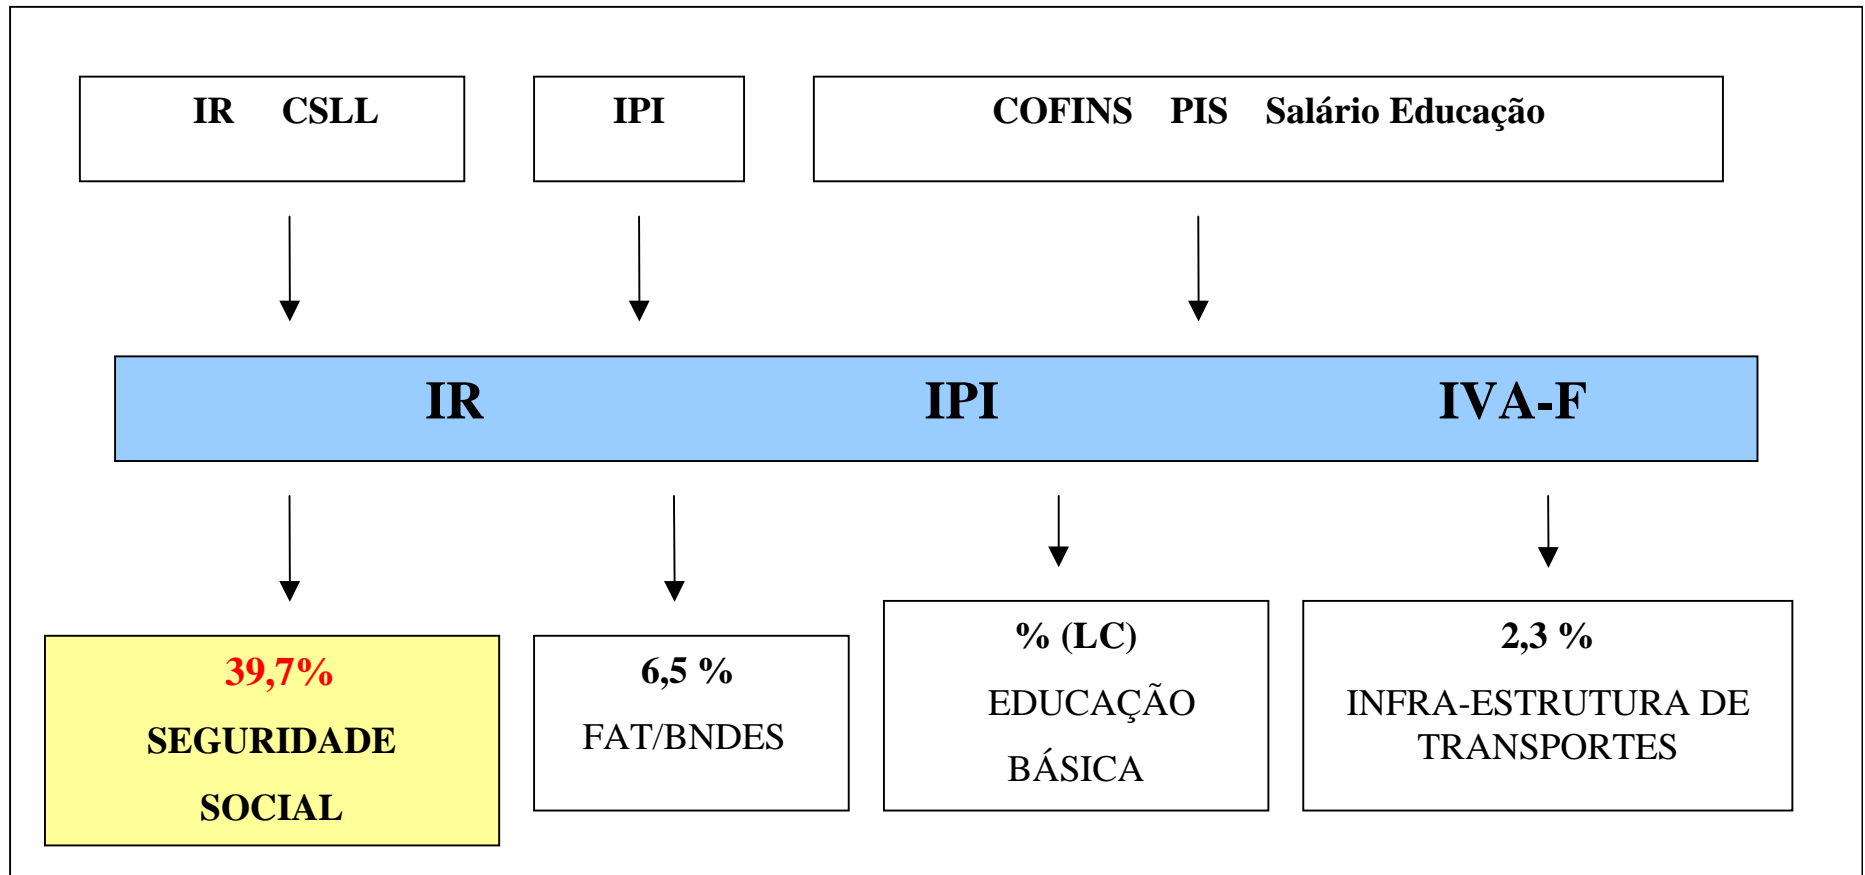 IR CSLL
IPI
COFINS PIS Salário Educação
IR IPI IVA-F
39,7%
SEGURIDADE
SOCIAL
6,5 %
FAT/BNDES
% (LC)
EDUCAÇÃO
BÁSICA
2,3 %
INFRA-ESTRUTURA DE
TRANSPORTES